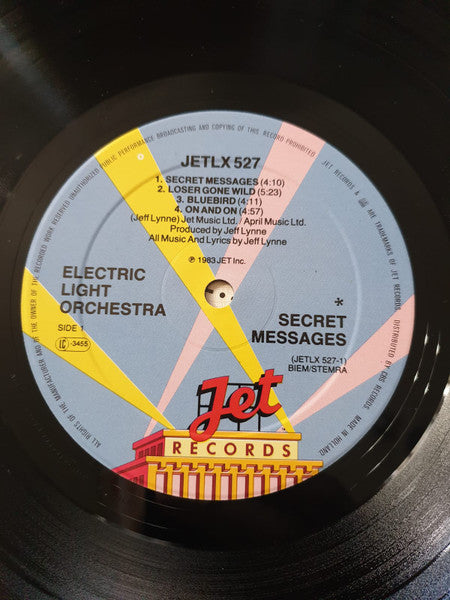 ALL RIGHTS OF THE MANUFACTURER AND OF THE OWNER OF THE RECORDED WORK RESERVED UNAUTHORIZED PUBLIC PERFORMANCE BROADCASTING AND COPYING OF THIS RECORD PROHIBITED
JET RECORDS & ARE TRADEMARKS OF JET RECORDS. DISTRIBUTED BY CBS RECORDS. MADE IN HOLLAND
JETLX 527
1. SECRET MESSAGES (4:10)
2. LOSER GONE WILD (5:23)
3. BLUEBIRD (4:11)
4. ON AND ON (4:57)
(Jeff Lynne) Jet Music Ltd. / April Music Ltd.
Produced by Jeff Lynne
All Music And Lyrics by Jeff Lynne
℗ 1983 JET Inc.
ELECTRIC
LIGHT
ORCHESTRA
SIDE 1
LC -3455
*
SECRET
MESSAGES
(JETLX 527-1)
BIEM/STEMRA
Jet
RECORDS